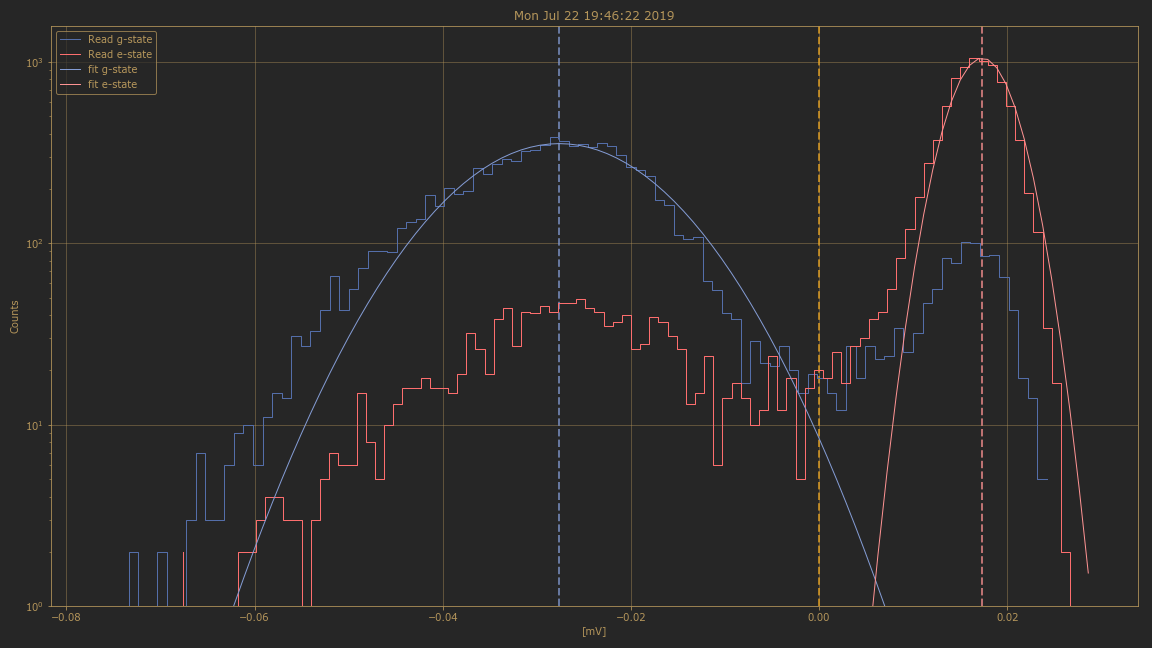 Mon Jul 22 19:46:22 2019
Read g-state
Read e-state
fit g-state
fit e-state
10³
10²
10¹
10⁰
Counts
−0.08 −0.06 −0.04 −0.02 0.00 0.02
[mV]